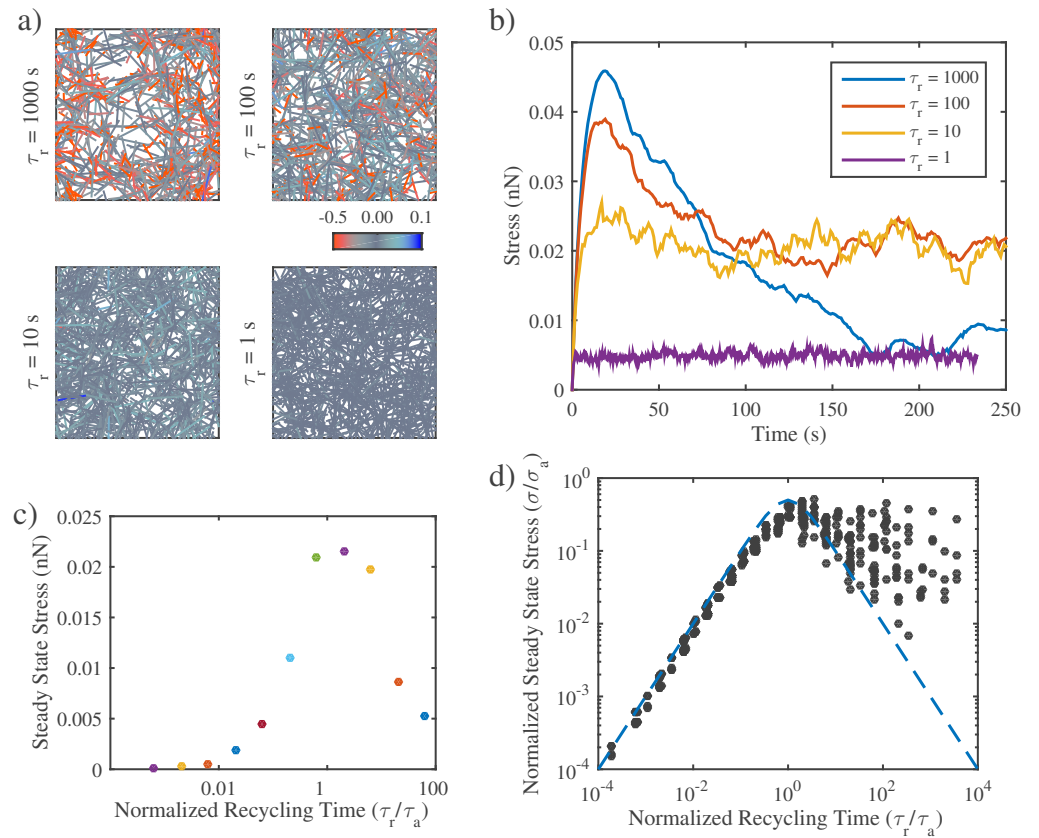 a)
τr = 1000 s
τr = 100 s
-0.5 0.00 0.1
τr = 10 s
τr = 1 s
b)
0.05
0.04
0.03
0.02
0.01
0
Stress (nN)
τr = 1000
τr = 100
τr = 10
τr = 1
0 50 100 150 200 250
Time (s)
c)
0.025
0.02
0.015
0.01
0.005
0
Steady State Stress (nN)
0.01 1 100
Normalized Recycling Time (τr/τa)
d)
10^0
10^-1
10^-2
10^-3
10^-4
Normalized Steady State Stress (σ/σa)
10^-4 10^-2 10^0 10^2 10^4
Normalized Recycling Time (τr/τa)